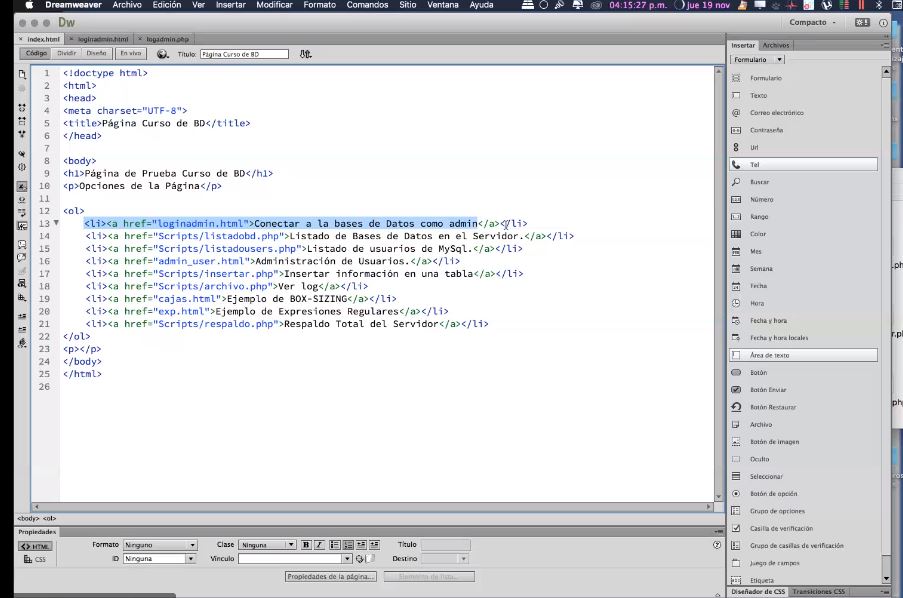 Dreamweaver Archivo Edición Ver Insertar Modificar Formato Comandos Sitio Ventana Ayuda 04:15:27 p.m. jue 19 nov
Dw Compacto
index.html loginadmin.html logadmin.php
Código Dividir Diseño En vivo Título: Página Curso de BD
1 <!doctype html>
2 <html>
3 <head>
4 <meta charset="UTF-8">
5 <title>Página Curso de BD</title>
6 </head>
7
8 <body>
9 <h1>Página de Prueba Curso de BD</h1>
10 <p>Opciones de la Página</p>
11
12 <ol>
13 <li><a href="loginadmin.html">Conectar a la bases de Datos como admin</a></li>
14 <li><a href="Scripts/listadobd.php">Listado de Bases de Datos en el Servidor.</a></li>
15 <li><a href="Scripts/listadousers.php">Listado de usuarios de MySql.</a></li>
16 <li><a href="admin_user.html">Administración de Usuarios.</a></li>
17 <li><a href="Scripts/insertar.php">Insertar información en una tabla</a></li>
18 <li><a href="Scripts/archivo.php">Ver log</a></li>
19 <li><a href="cajas.html">Ejemplo de BOX-SIZING</a></li>
20 <li><a href="exp.html">Ejemplo de Expresiones Regulares</a></li>
21 <li><a href="Scripts/respaldo.php">Respaldo Total del Servidor</a></li>
22 </ol>
23 <p></p>
24 </body>
25 </html>
26
<body> <ol>
Propiedades
<> HTML Formato Ninguno Clase Ninguna B I Título
CSS ID Ninguna Vínculo Destino
Propiedades de la página... Elemento de lista...
Insertar Archivos
Formulario
Formulario
Texto
Correo electrónico
Contraseña
Url
Tel
Buscar
Número
Rango
Color
Mes
Semana
Fecha
Hora
Fecha y hora
Fecha y hora locales
Área de texto
Botón
Botón Enviar
Botón Restaurar
Archivo
Botón de imagen
Oculto
Seleccionar
Botón de opción
Grupo de opciones
Casilla de verificación
Grupo de casillas de verificación
Juego de campos
Etiqueta
Diseñador de CSS Transiciones CSS